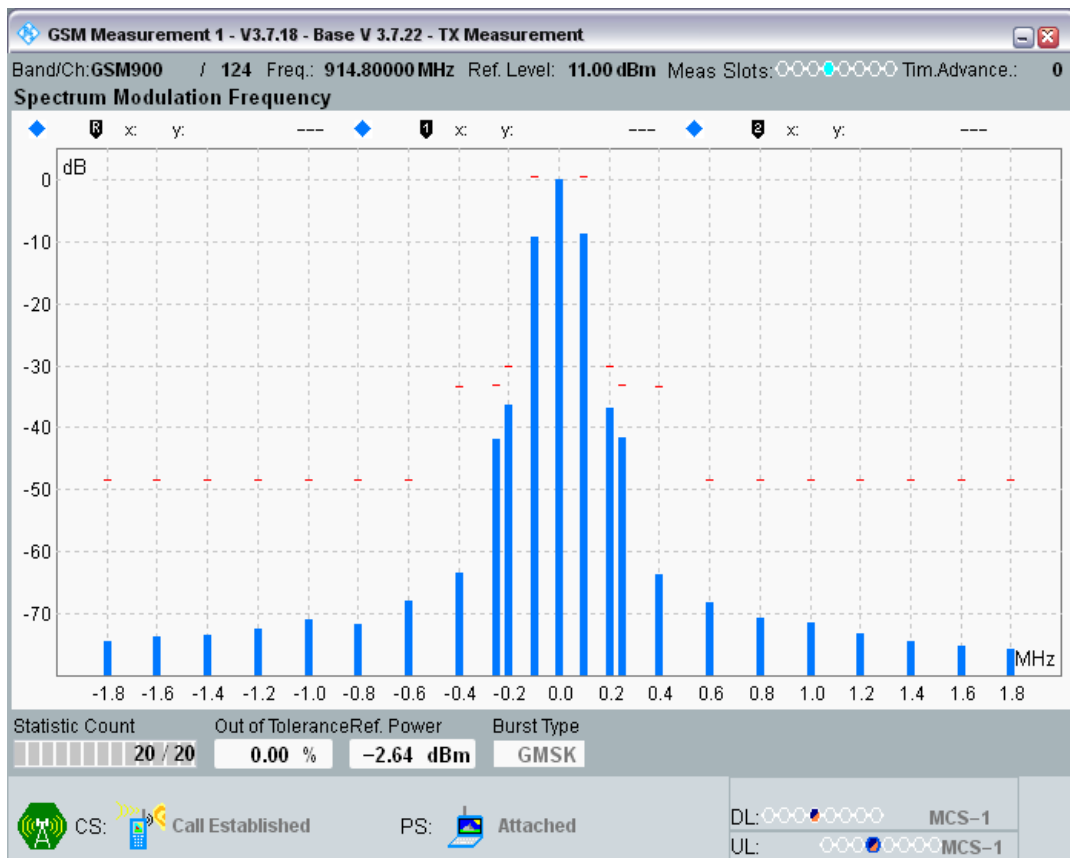 GSM Measurement 1 - V3.7.18 - Base V 3.7.22 - TX Measurement
Band/Ch:GSM900 / 124 Freq.: 914.80000 MHz Ref. Level: 11.00 dBm Meas Slots: Tim.Advance.: 0
Spectrum Modulation Frequency
R x: y: --- 1 x: y: --- 2 x: y: ---
dB
0
-10
-20
-30
-40
-50
-60
-70
MHz
-1.8 -1.6 -1.4 -1.2 -1.0 -0.8 -0.6 -0.4 -0.2 0.0 0.2 0.4 0.6 0.8 1.0 1.2 1.4 1.6 1.8
Statistic Count Out of Tolerance Ref. Power Burst Type
20 / 20 0.00 % −2.64 dBm GMSK
CS: Call Established PS: Attached
DL: MCS−1
UL: MCS−1